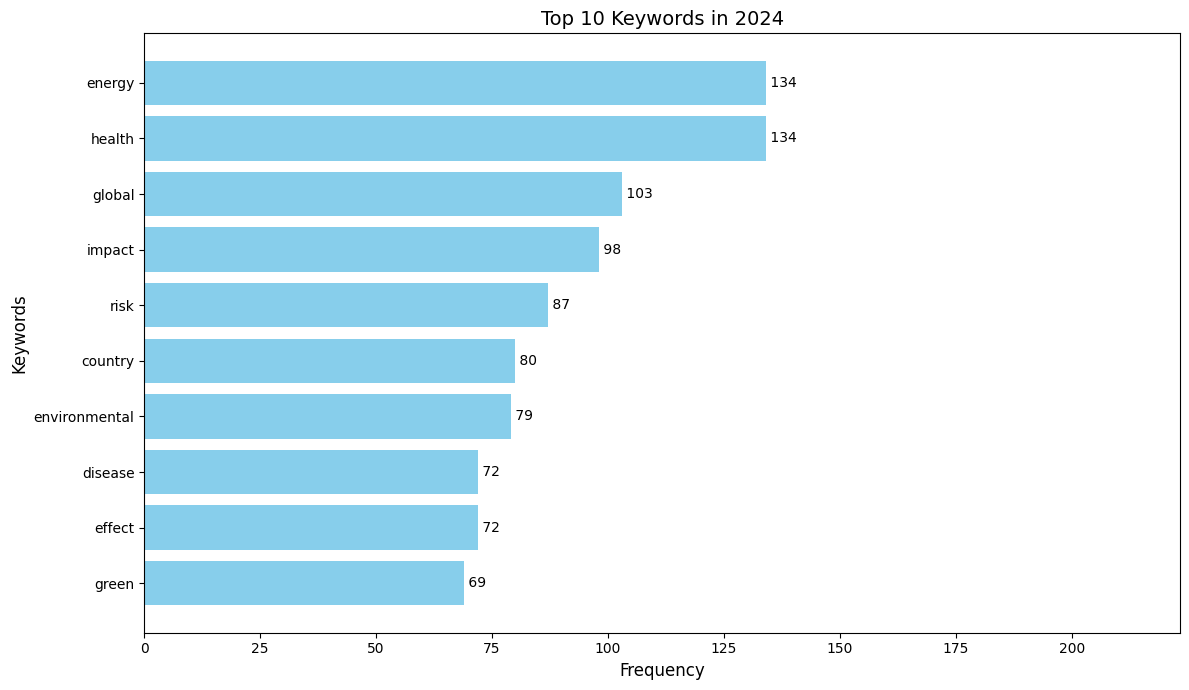 Top 10 Keywords in 2024
Keywords
energy 134
health 134
global 103
impact 98
risk 87
country 80
environmental 79
disease 72
effect 72
green 69
0 25 50 75 100 125 150 175 200
Frequency